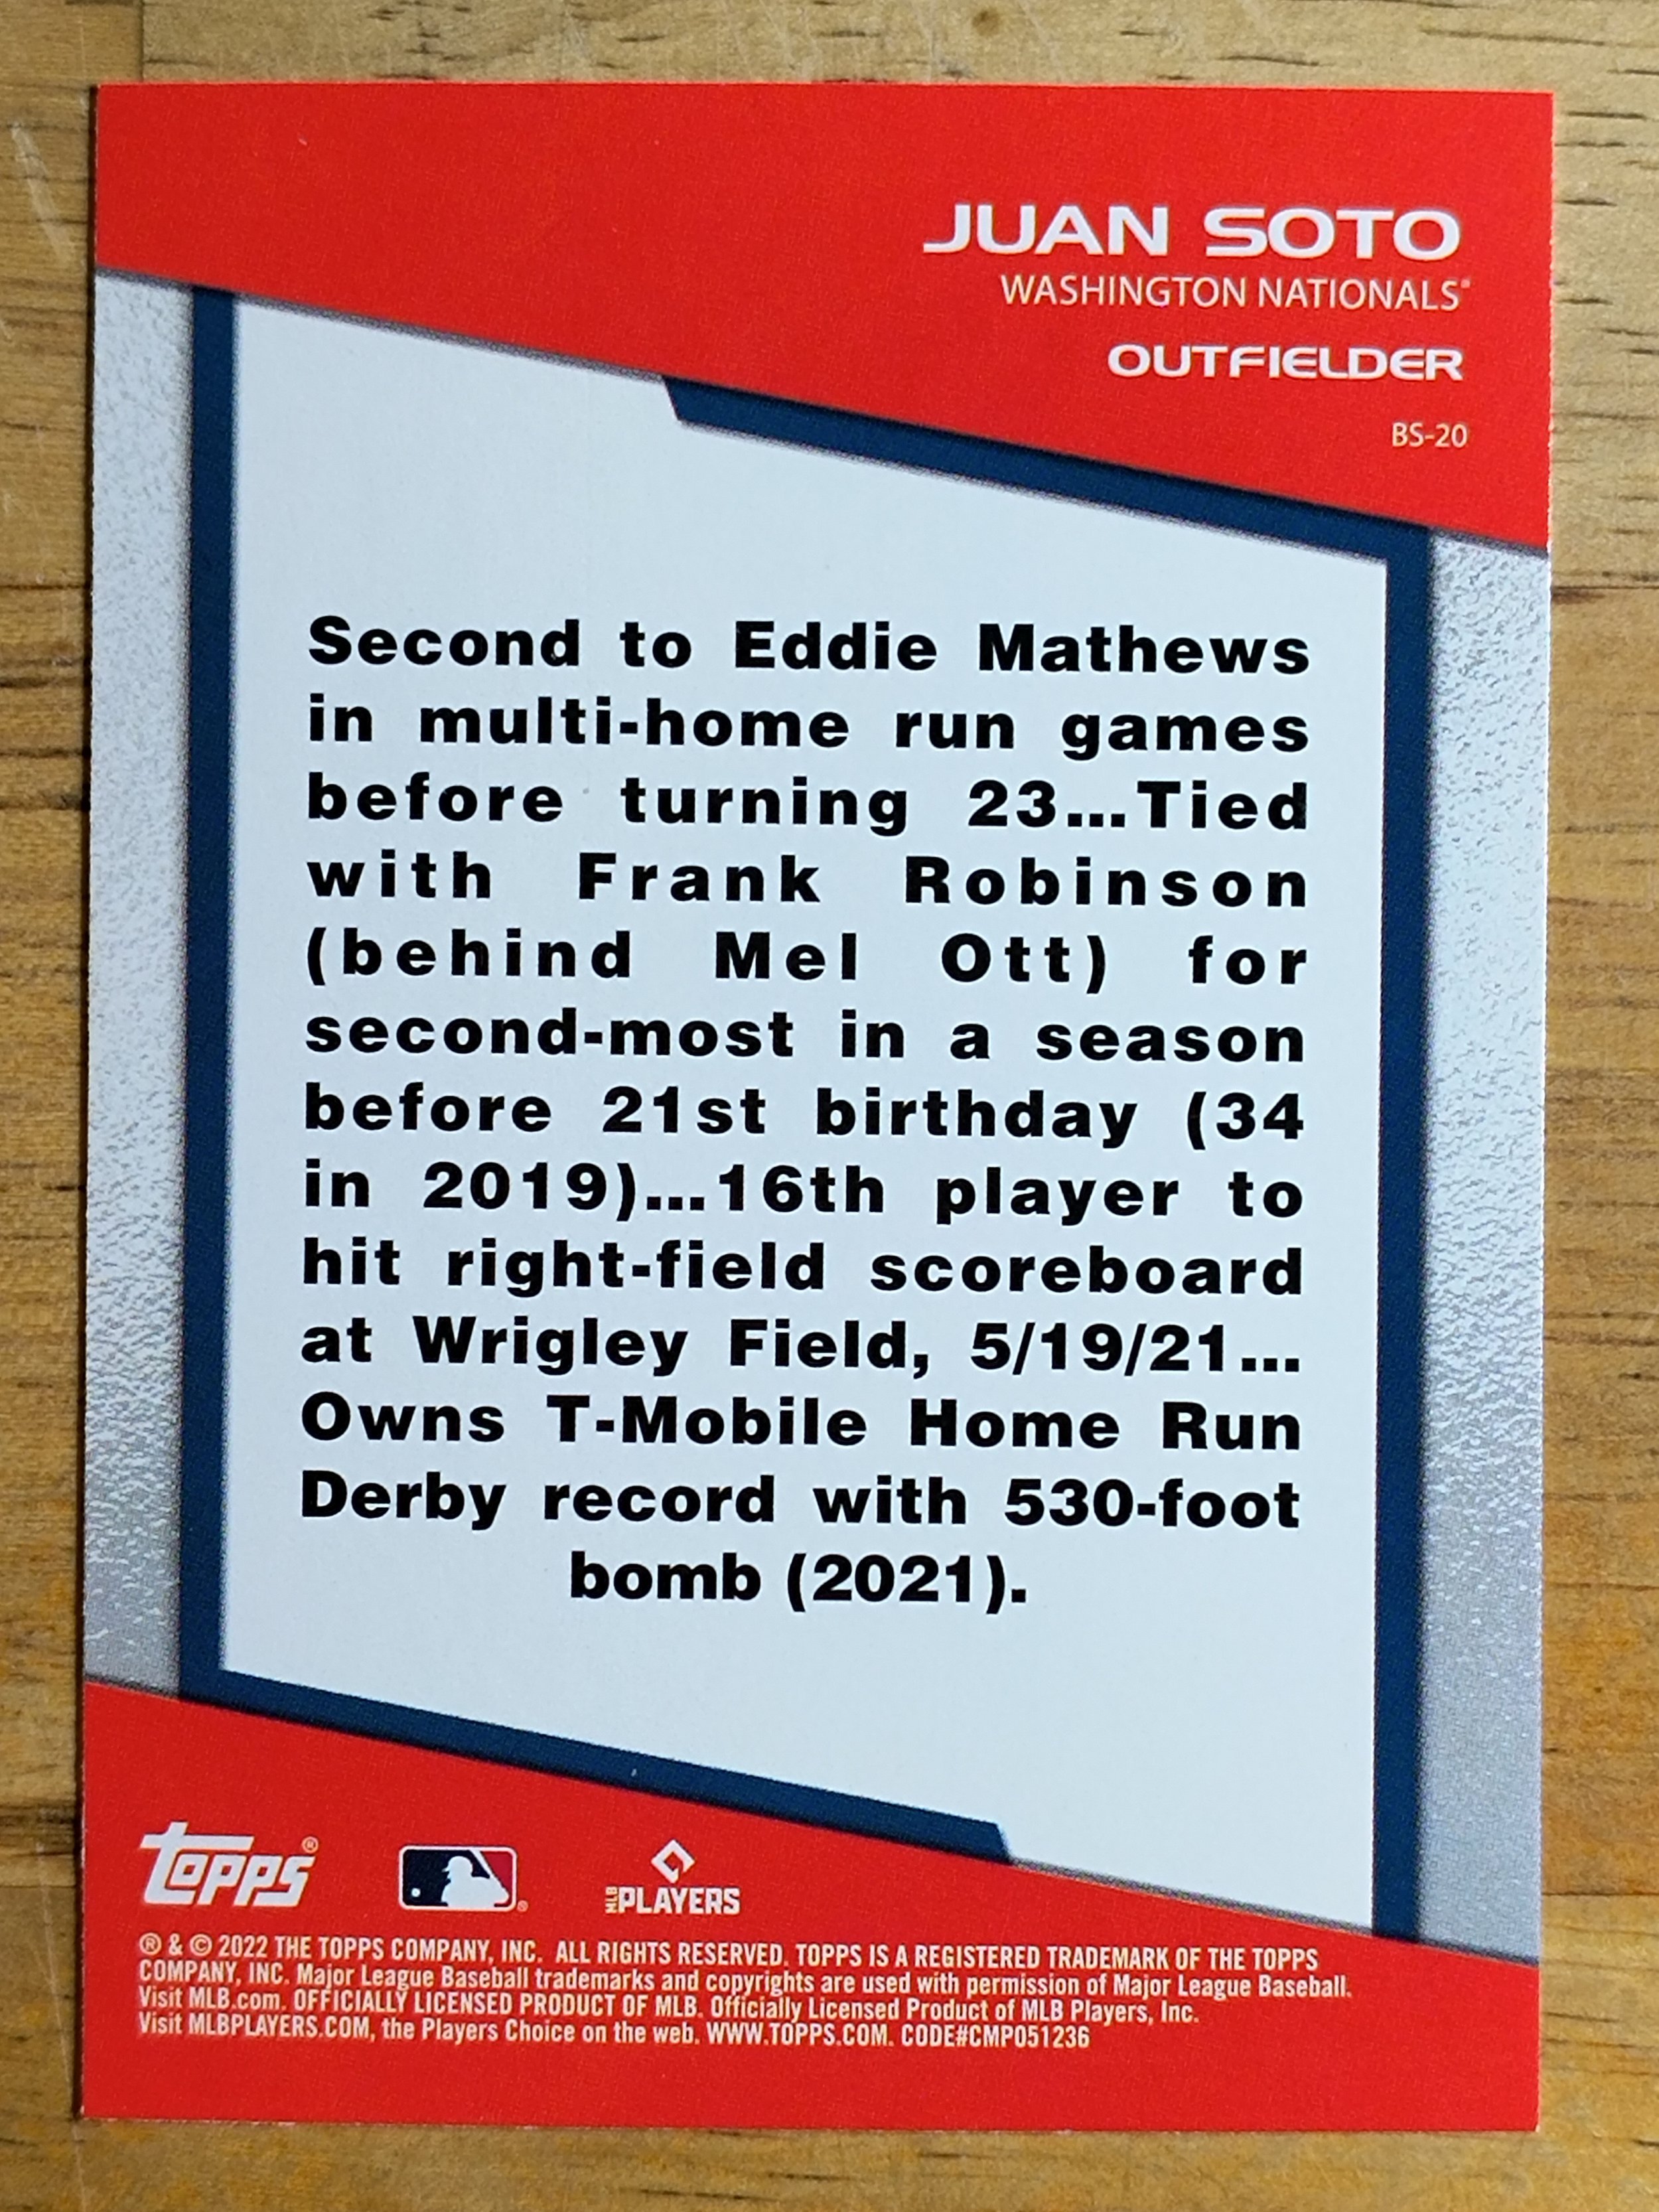 JUAN SOTO
WASHINGTON NATIONALS®
OUTFIELDER
BS-20
Second to Eddie Mathews
in multi-home run games
before turning 23...Tied
with Frank Robinson
(behind Mel Ott) for
second-most in a season
before 21st birthday (34
in 2019)...16th player to
hit right-field scoreboard
at Wrigley Field, 5/19/21...
Owns T-Mobile Home Run
Derby record with 530-foot
bomb (2021).
Topps®
MLB PLAYERS
® & © 2022 THE TOPPS COMPANY, INC. ALL RIGHTS RESERVED. TOPPS IS A REGISTERED TRADEMARK OF THE TOPPS
COMPANY, INC. Major League Baseball trademarks and copyrights are used with permission of Major League Baseball.
Visit MLB.com. OFFICIALLY LICENSED PRODUCT OF MLB. Officially Licensed Product of MLB Players, Inc.
Visit MLBPLAYERS.COM, the Players Choice on the web. WWW.TOPPS.COM. CODE#CMP051236